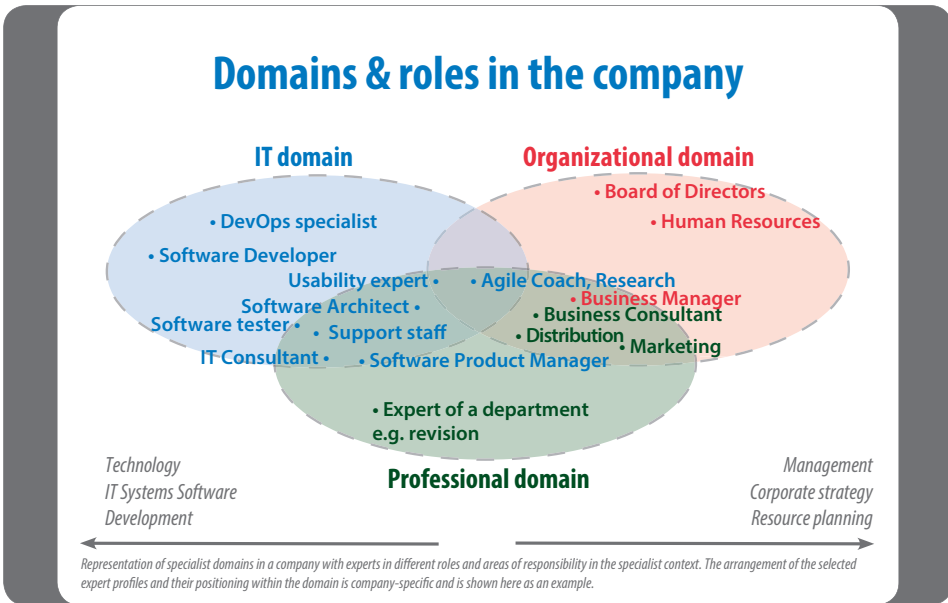 Domains & roles in the company
IT domain
Organizational domain
• Board of Directors
• DevOps specialist
• Human Resources
• Software Developer
Usability expert •
• Agile Coach, Research
• Business Manager
Software Architect •
• Business Consultant
Software tester •
• Support staff
• Distribution
• Marketing
IT Consultant •
• Software Product Manager
• Expert of a department
e.g. revision
Professional domain
Technology
IT Systems Software
Development
Management
Corporate strategy
Resource planning
Representation of specialist domains in a company with experts in different roles and areas of responsibility in the specialist context. The arrangement of the selected
expert profiles and their positioning within the domain is company-specific and is shown here as an example.